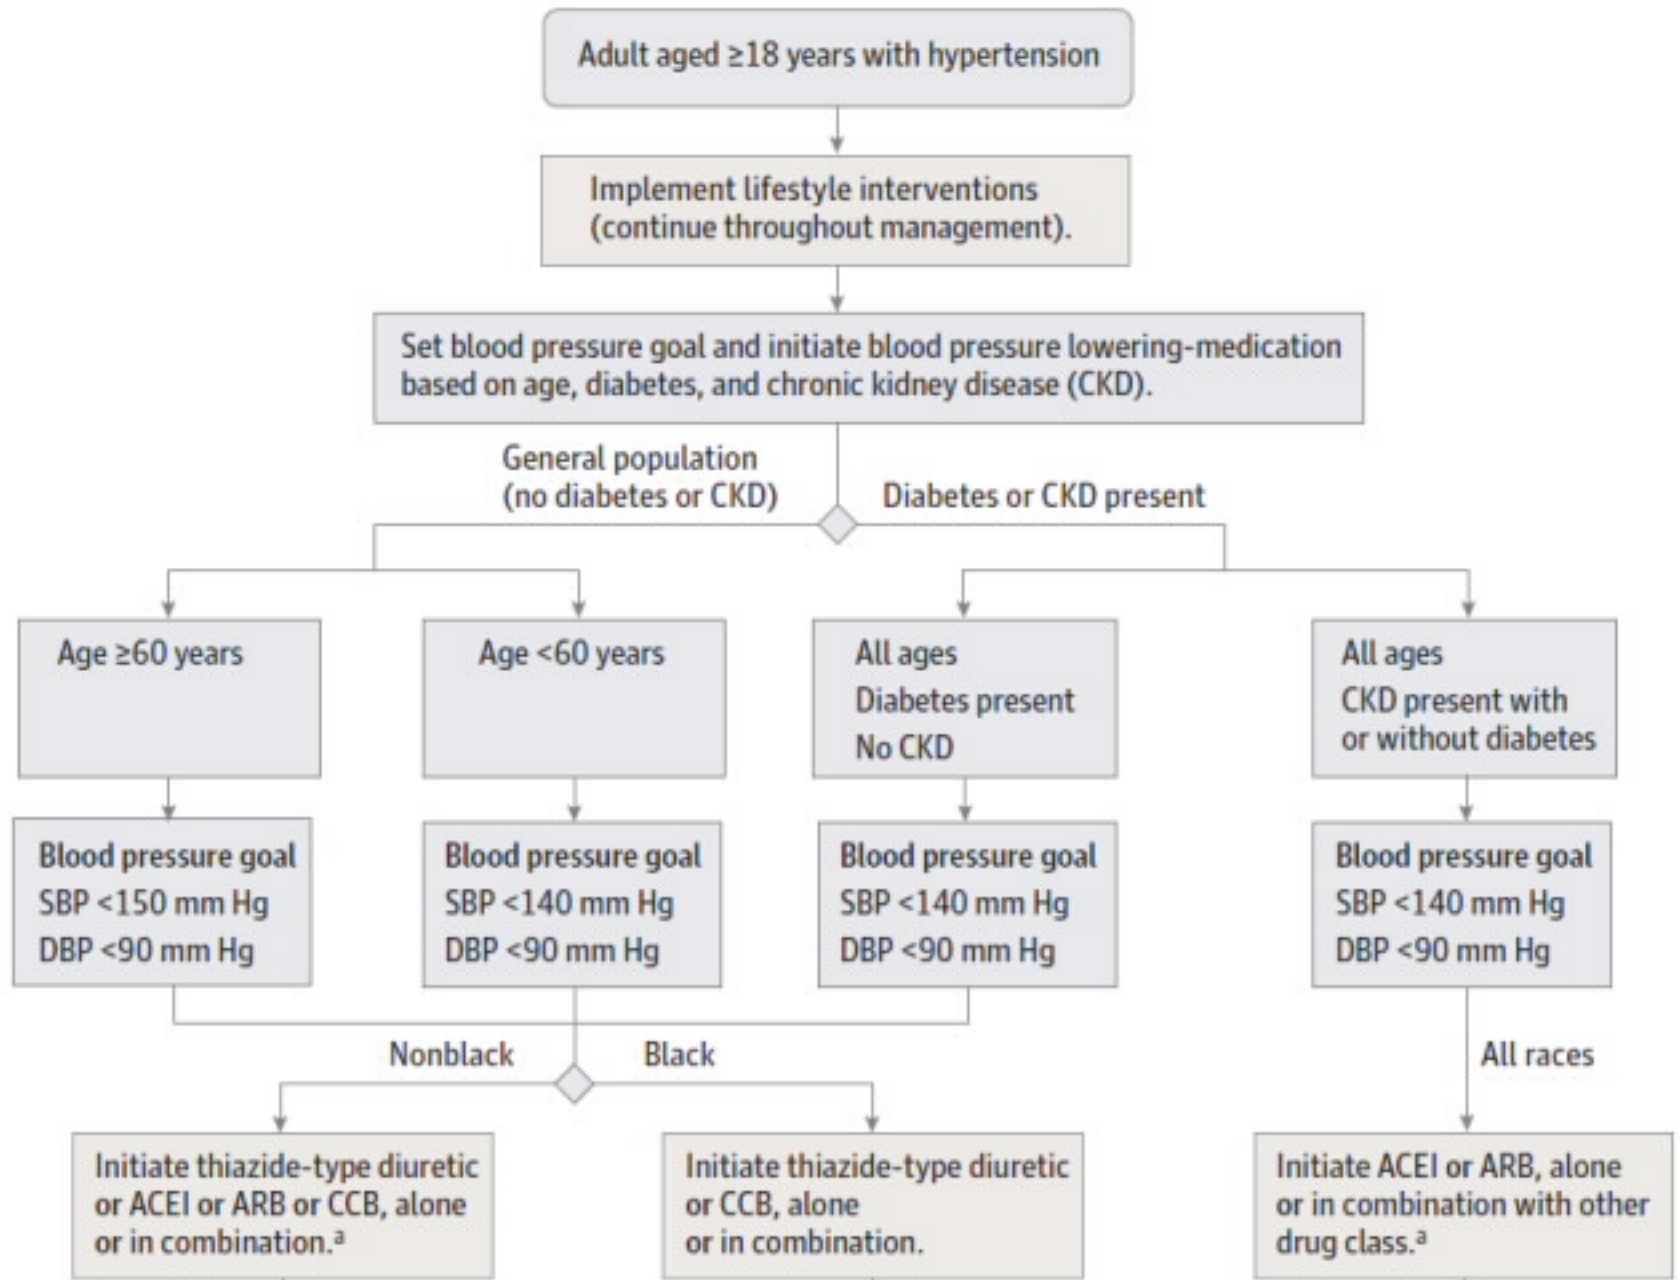 Adult aged ≥18 years with hypertension
Implement lifestyle interventions
(continue throughout management).
Set blood pressure goal and initiate blood pressure lowering-medication
based on age, diabetes, and chronic kidney disease (CKD).
General population
(no diabetes or CKD)
Diabetes or CKD present
Age ≥60 years
Age <60 years
All ages
Diabetes present
No CKD
All ages
CKD present with
or without diabetes
Blood pressure goal
SBP <150 mm Hg
DBP <90 mm Hg
Blood pressure goal
SBP <140 mm Hg
DBP <90 mm Hg
Blood pressure goal
SBP <140 mm Hg
DBP <90 mm Hg
Blood pressure goal
SBP <140 mm Hg
DBP <90 mm Hg
Nonblack
Black
All races
Initiate thiazide-type diuretic
or ACEI or ARB or CCB, alone
or in combination.ᵃ
Initiate thiazide-type diuretic
or CCB, alone
or in combination.
Initiate ACEI or ARB, alone
or in combination with other
drug class.ᵃ